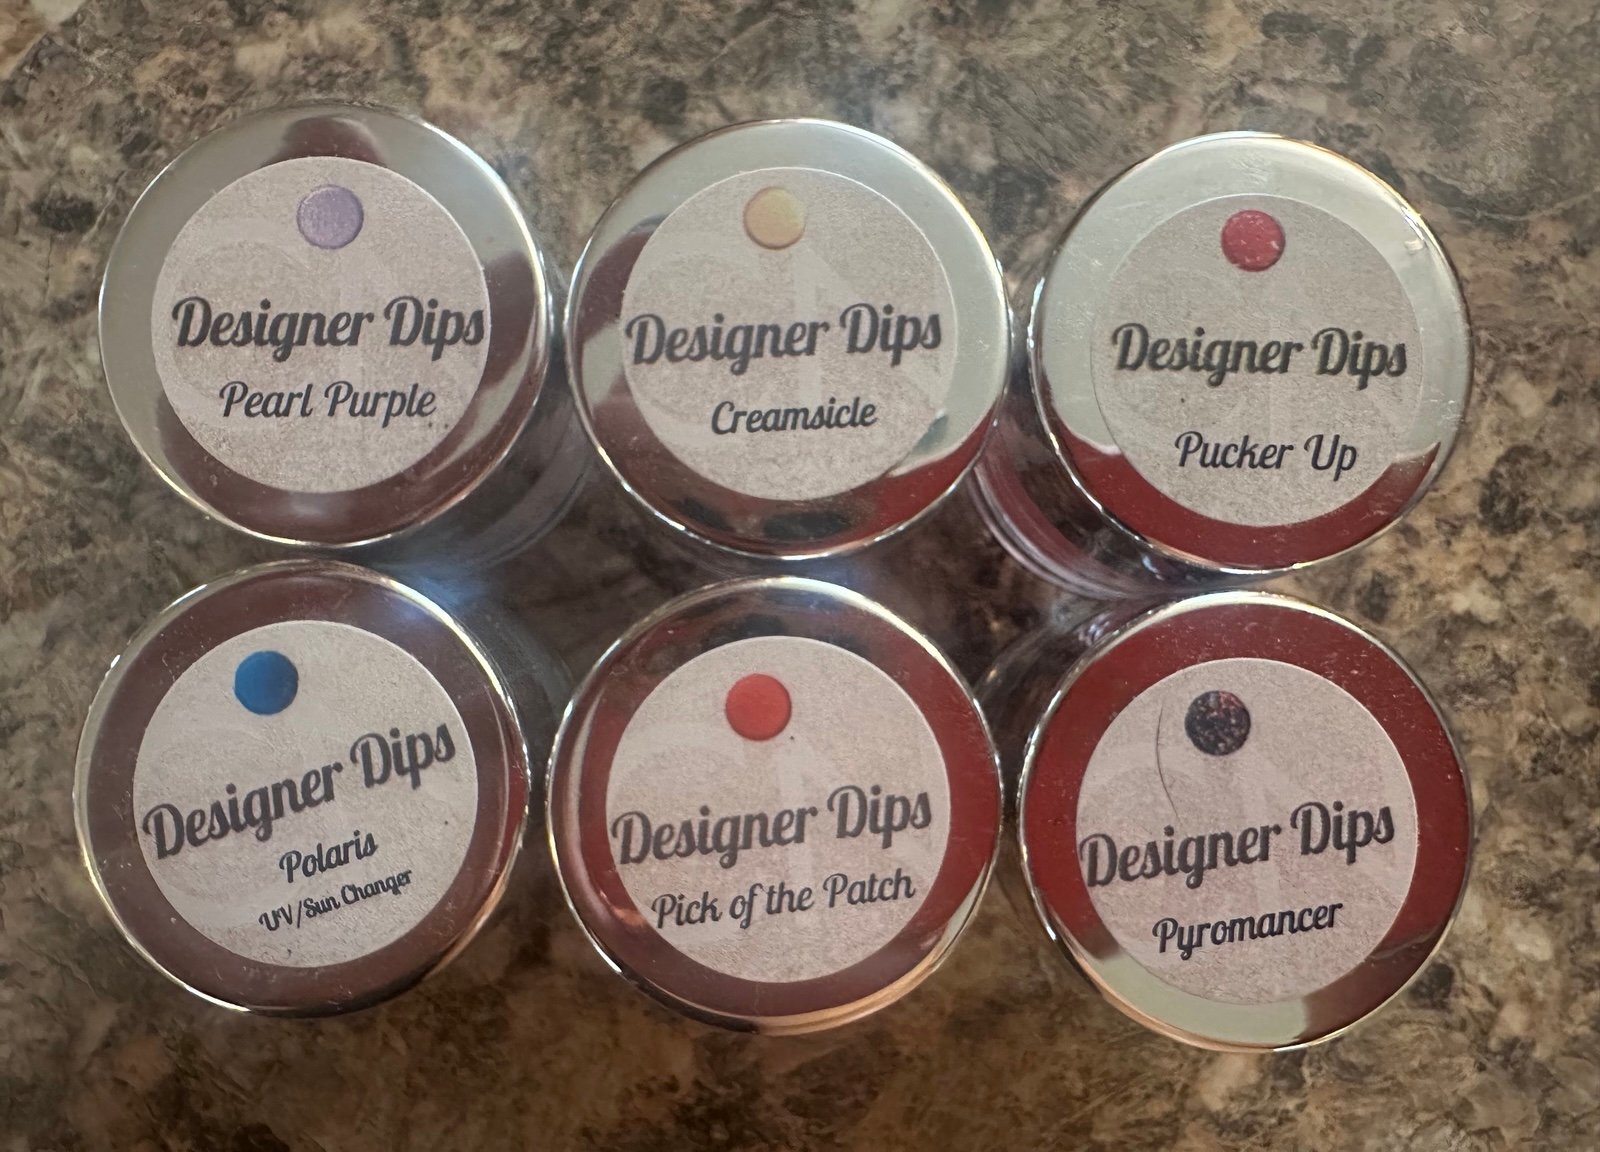 Designer Dips
Pearl Purple
Designer Dips
Creamsicle
Designer Dips
Pucker Up
Designer Dips
Polaris
UV/Sun Changer
Designer Dips
Pick of the Patch
Designer Dips
Pyromancer